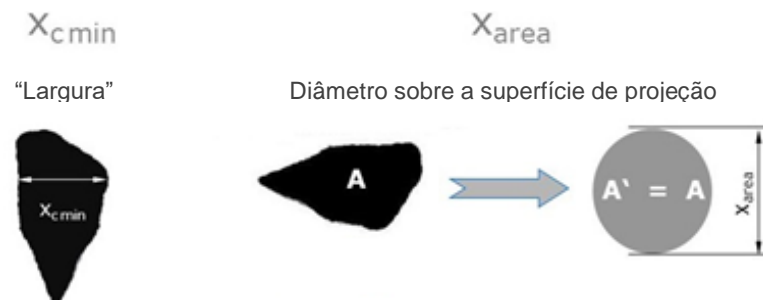 Xc min
Xarea
“Largura”
Diâmetro sobre a superfície de projeção
Xc min
A
A‘ = A
Xarea